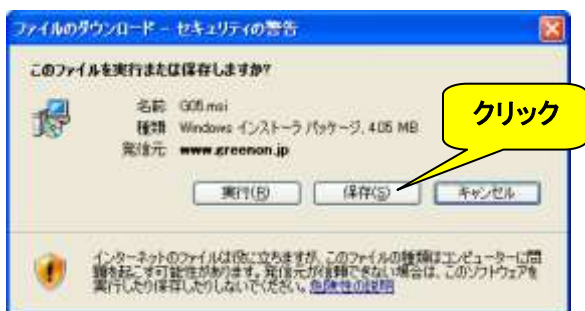 ファイルのダウンロード - セキュリティの警告
このファイルを実行または保存しますか?
名前 G05.msi
種類 Windows インストーラ パッケージ, 4.05 MB
発信元 www.greenon.jp
クリック
実行(R) 保存(S) キャンセル
インターネットのファイルは役に立ちますが、このファイルの種類はコンピューターに問
題を起こす可能性があります。発信元が信頼できない場合は、このソフトウェアを
実行したり保存したりしないでください。危険性の説明